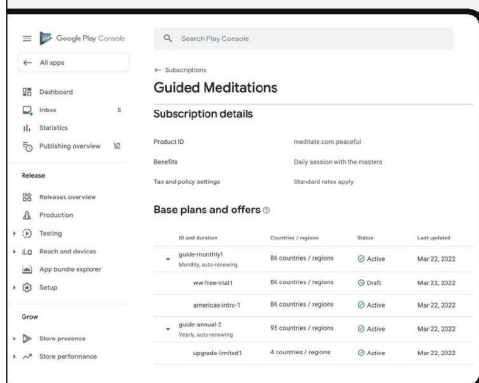 Google Play Console
Search Play Console
← All apps
← Subscriptions
Guided Meditations
Dashboard
Inbox 8
Statistics
Publishing overview
Subscription details
Product ID meditate.com.peaceful
Benefits Daily session with the masters
Tax and policy settings Standard rates apply
Release
Releases overview
Production
Testing
Reach and devices
App bundle explorer
Setup
Grow
Store presence
Store performance
Base plans and offers
ID and duration Countries / regions Status Last updated
guide-monthly1 86 countries / regions Active Mar 22, 2022
Monthly, auto-renewing
ww-free-trial1 86 countries / regions Draft Mar 22, 2022
americas-intro-1 86 countries / regions Active Mar 22, 2022
guide-annual-2 95 countries / regions Active Mar 22, 2022
Yearly, auto-renewing
upgrade-limited1 4 countries / regions Active Mar 22, 2022